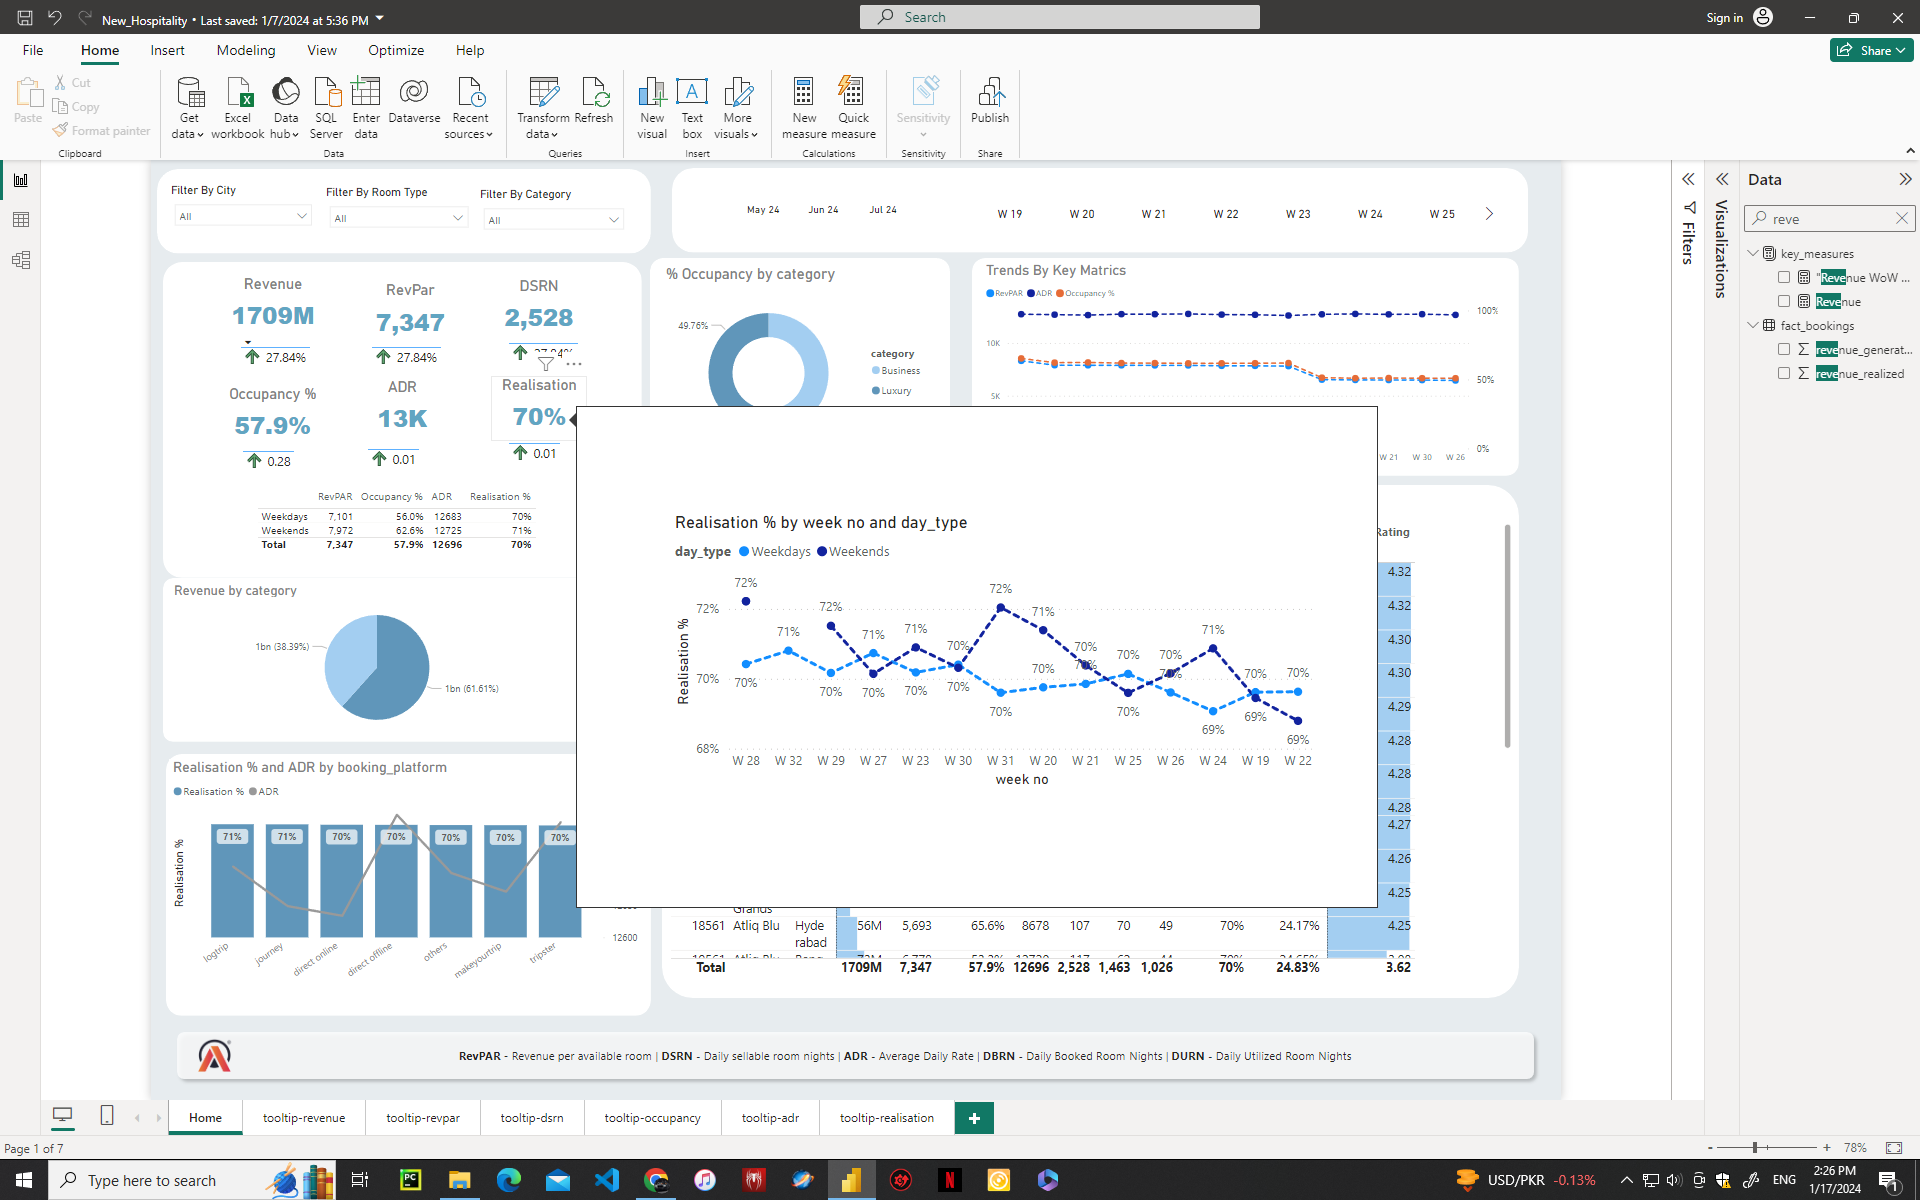 New_Hospitality • Last saved: 1/7/2024 at 5:36 PM
Search
Sign in
File Home Insert Modeling View Optimize Help
Share
Paste
Cut
Copy
Format painter
Clipboard
Get data
Excel workbook
Data hub
SQL Server
Enter data
Dataverse
Recent sources
Data
Transform data
Refresh
Queries
New visual
Text box
More visuals
Insert
New measure
Quick measure
Calculations
Sensitivity
Sensitivity
Publish
Share
Filter By City
All
Filter By Room Type
All
Filter By Category
All
May 24 Jun 24 Jul 24
W 19 W 20 W 21 W 22 W 23 W 24 W 25
Revenue
1709M
27.84%
RevPar
7,347
27.84%
DSRN
2,528
Occupancy %
57.9%
0.28
ADR
13K
0.01
Realisation
70%
0.01
RevPAR Occupancy % ADR Realisation %
Weekdays 7,101 56.0% 12683 70%
Weekends 7,972 62.6% 12725 71%
Total 7,347 57.9% 12696 70%
% Occupancy by category
49.76%
category
Business
Luxury
Trends By Key Matrics
RevPAR ADR Occupancy %
100%
10K
50%
5K
0%
W 21 W 30 W 26
Revenue by category
1bn (38.39%)
1bn (61.61%)
Realisation % and ADR by booking_platform
Realisation % ADR
Realisation %
71% 71% 70% 70% 70% 70% 70%
12600
logtrip journey direct online direct offline others makeyourtrip tripster
Realisation % by week no and day_type
day_type Weekdays Weekends
Realisation %
72%
70%
68%
72%
70%
71%
72%
70%
71%
70%
71%
70%
70%
70%
72%
70%
71%
70%
70%
70%
70%
70%
70%
70%
71%
69%
70%
69%
70%
69%
W 28 W 32 W 29 W 27 W 23 W 30 W 31 W 20 W 21 W 25 W 26 W 24 W 19 W 22
week no
Rating
4.32
4.32
4.30
4.30
4.29
4.28
4.28
4.28
4.27
4.26
4.25
18561 Atliq Blu Hyderabad 56M 5,693 65.6% 8678 107 70 49 70% 24.17% 4.25
Total 1709M 7,347 57.9% 12696 2,528 1,463 1,026 70% 24.83% 3.62
RevPAR - Revenue per available room | DSRN - Daily sellable room nights | ADR - Average Daily Rate | DBRN - Daily Booked Room Nights | DURN - Daily Utilized Room Nights
Filters
Visualizations
Data
reve
key_measures
"Revenue WoW ...
Revenue
fact_bookings
revenue_generat...
revenue_realized
Home tooltip-revenue tooltip-revpar tooltip-dsrn tooltip-occupancy tooltip-adr tooltip-realisation
Page 1 of 7
78%
Type here to search
USD/PKR -0.13%
ENG
2:26 PM
1/17/2024